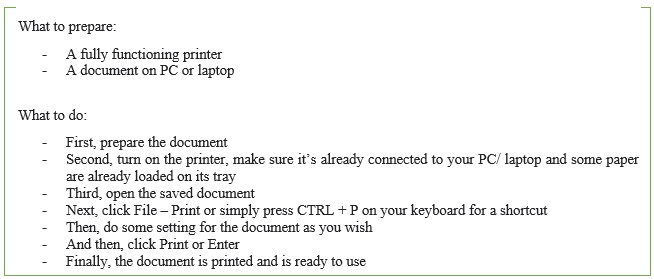 What to prepare:
- A fully functioning printer
- A document on PC or laptop
What to do:
- First, prepare the document
- Second, turn on the printer, make sure it’s already connected to your PC/ laptop and some paper
are already loaded on its tray
- Third, open the saved document
- Next, click File – Print or simply press CTRL + P on your keyboard for a shortcut
- Then, do some setting for the document as you wish
- And then, click Print or Enter
- Finally, the document is printed and is ready to use